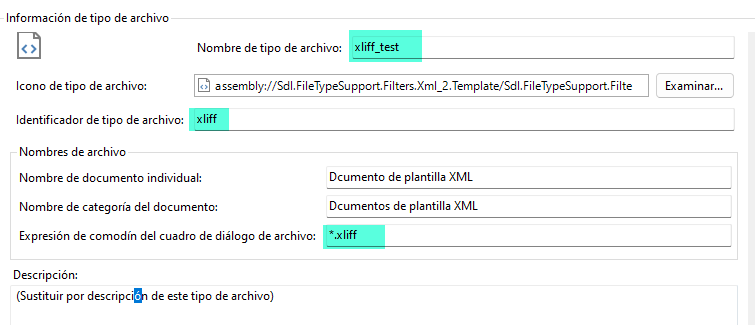 Información de tipo de archivo
Nombre de tipo de archivo: xliff_test
Icono de tipo de archivo: assembly://Sdl.FileTypeSupport.Filters.Xml_2.Template/Sdl.FileTypeSupport.Filte Examinar...
Identificador de tipo de archivo: xliff
Nombres de archivo
Nombre de documento individual: Dcumento de plantilla XML
Nombre de categoría del documento: Dcumentos de plantilla XML
Expresión de comodín del cuadro de diálogo de archivo: *.xliff
Descripción:
(Sustituir por descripción de este tipo de archivo)